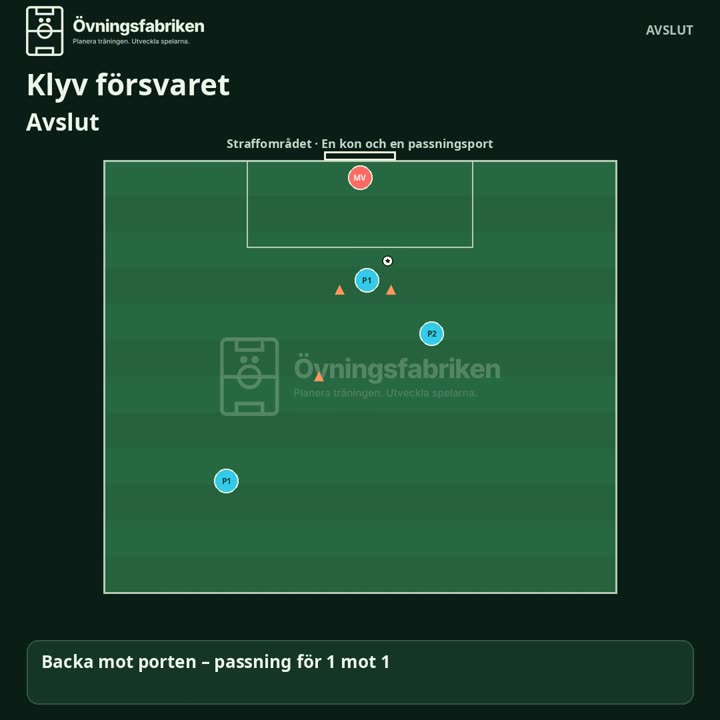 Övningsfabriken
Planera träningen. Utveckla spelarna.
AVSLUT
Klyv försvaret
Avslut
Straffområdet · En kon och en passningsport
MV
P1
P2
Övningsfabriken
Planera träningen. Utveckla spelarna.
P1
Backa mot porten – passning för 1 mot 1